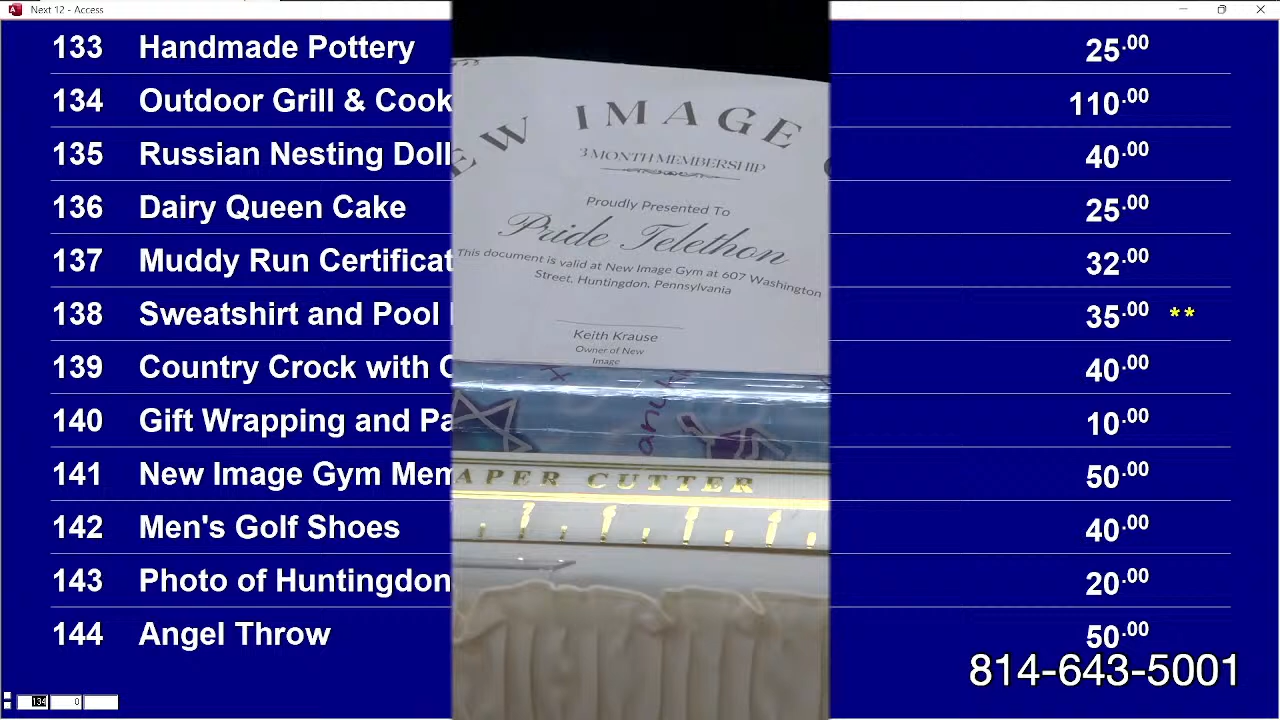 Next 12 - Access
133 Handmade Pottery 25.00
134 Outdoor Grill & Cook 110.00
135 Russian Nesting Doll 40.00
136 Dairy Queen Cake 25.00
137 Muddy Run Certificat 32.00
138 Sweatshirt and Pool 35.00 **
139 Country Crock with 40.00
140 Gift Wrapping and Pa 10.00
141 New Image Gym Mem 50.00
142 Men's Golf Shoes 40.00
143 Photo of Huntingdon 20.00
144 Angel Throw 50.00
814-643-5001
134 0
EW IMAGE
3 MONTH MEMBERSHIP
Proudly Presented To
Pride Telethon
This document is valid at New Image Gym at 607 Washington
Street, Huntingdon, Pennsylvania
Keith Krause
Owner of New
Image
APER CUTTER